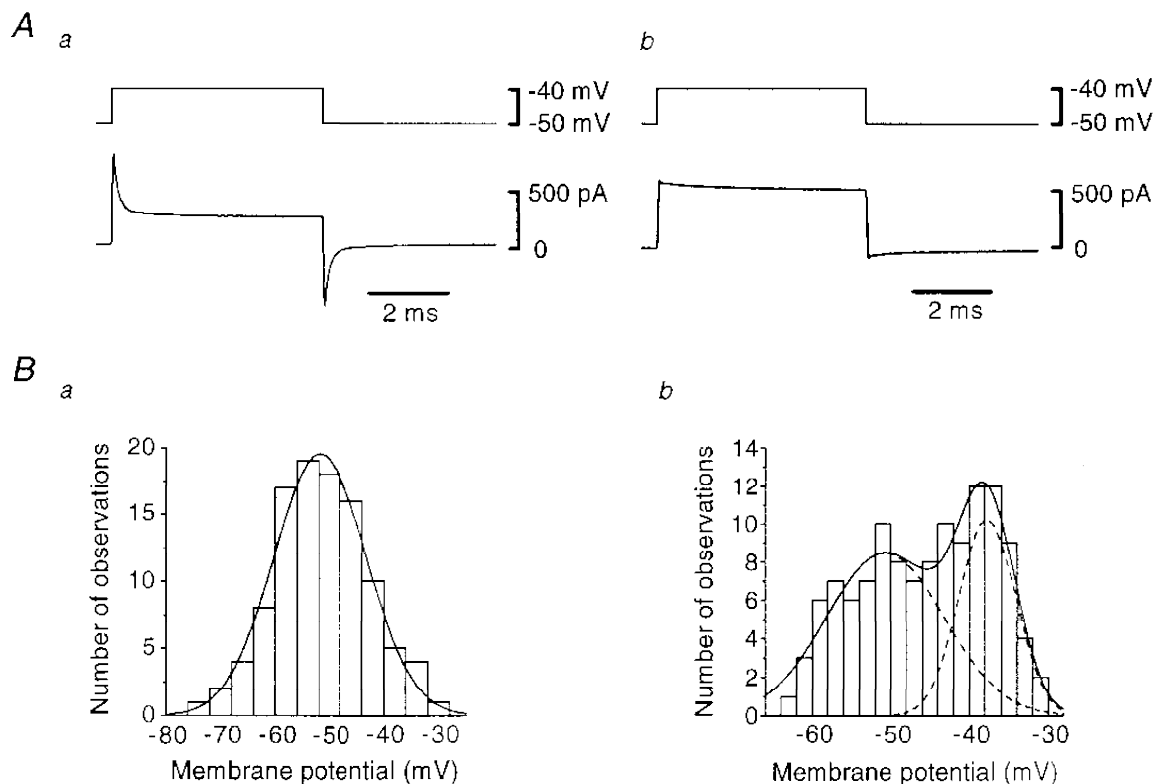 A
a
b
-40 mV
-50 mV
-40 mV
-50 mV
500 pA
0
500 pA
0
2 ms
2 ms
B
a
b
Number of observations
20
15
10
5
0
-80 -70 -60 -50 -40 -30
Membrane potential (mV)
Number of observations
14
12
10
8
6
4
2
0
-60 -50 -40 -30
Membrane potential (mV)